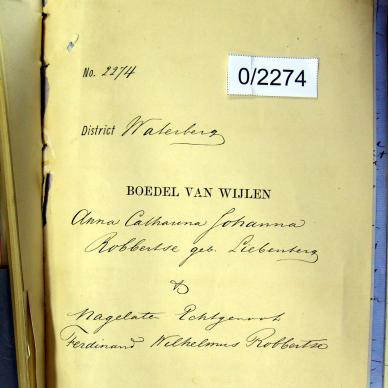 No. 2274
0/2274
District Waterberg
BOEDEL VAN WIJLEN
Anna Catharina Johanna
Robbertse geb. Liebenberg
&
Nagelate Echtgenoot
Ferdinand Wilhelmus Robbertse